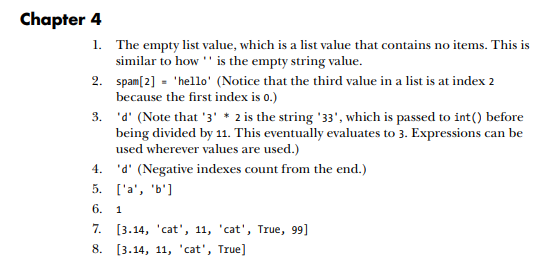 Chapter 4
1. The empty list value, which is a list value that contains no items. This is
similar to how '' is the empty string value.
2. spam[2] = 'hello' (Notice that the third value in a list is at index 2
because the first index is 0.)
3. 'd' (Note that '3' * 2 is the string '33', which is passed to int() before
being divided by 11. This eventually evaluates to 3. Expressions can be
used wherever values are used.)
4. 'd' (Negative indexes count from the end.)
5. ['a', 'b']
6. 1
7. [3.14, 'cat', 11, 'cat', True, 99]
8. [3.14, 11, 'cat', True]